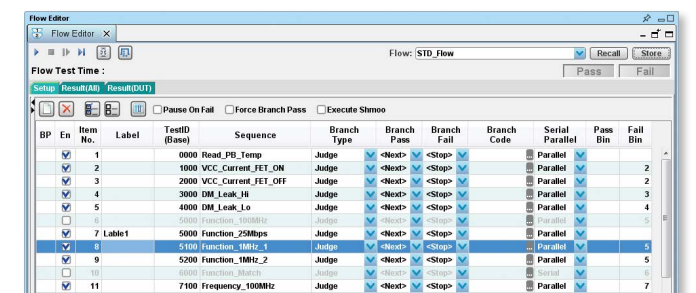 Flow Editor
Flow Editor
Flow: STD_Flow Recall Store
Flow Test Time : Pass Fail
Setup Result(All) Result(DUT)
Pause On Fail Force Branch Pass Execute Shmoo
BP En Item No. Label TestID (Base) Sequence Branch Type Branch Pass Branch Fail Branch Code Serial Parallel Pass Bin Fail Bin
1 0000 Read_PB_Temp Judge <Next> <Stop> ... Parallel
2 1000 VCC_Current_FET_ON Judge <Next> <Stop> ... Parallel 2
3 2000 VCC_Current_FET_OFF Judge <Next> <Stop> ... Parallel 2
4 3000 DM_Leak_Hi Judge <Next> <Stop> ... Parallel 3
5 4000 DM_Leak_Lo Judge <Next> <Stop> ... Parallel 4
6 5000 Function_100MHz Judge <Next> <Stop> ... Parallel 5
7 Lable1 5000 Function_25Mbps Judge <Next> <Stop> ... Parallel
8 5100 Function_1MHz_1 Judge <Next> <Stop> ... Parallel 5
9 5200 Function_1MHz_2 Judge <Next> <Stop> ... Parallel 5
10 6000 Function_Match Judge <Next> <Stop> ... Serial 6
11 7100 Frequency_100MHz Judge <Next> <Stop> ... Parallel 7